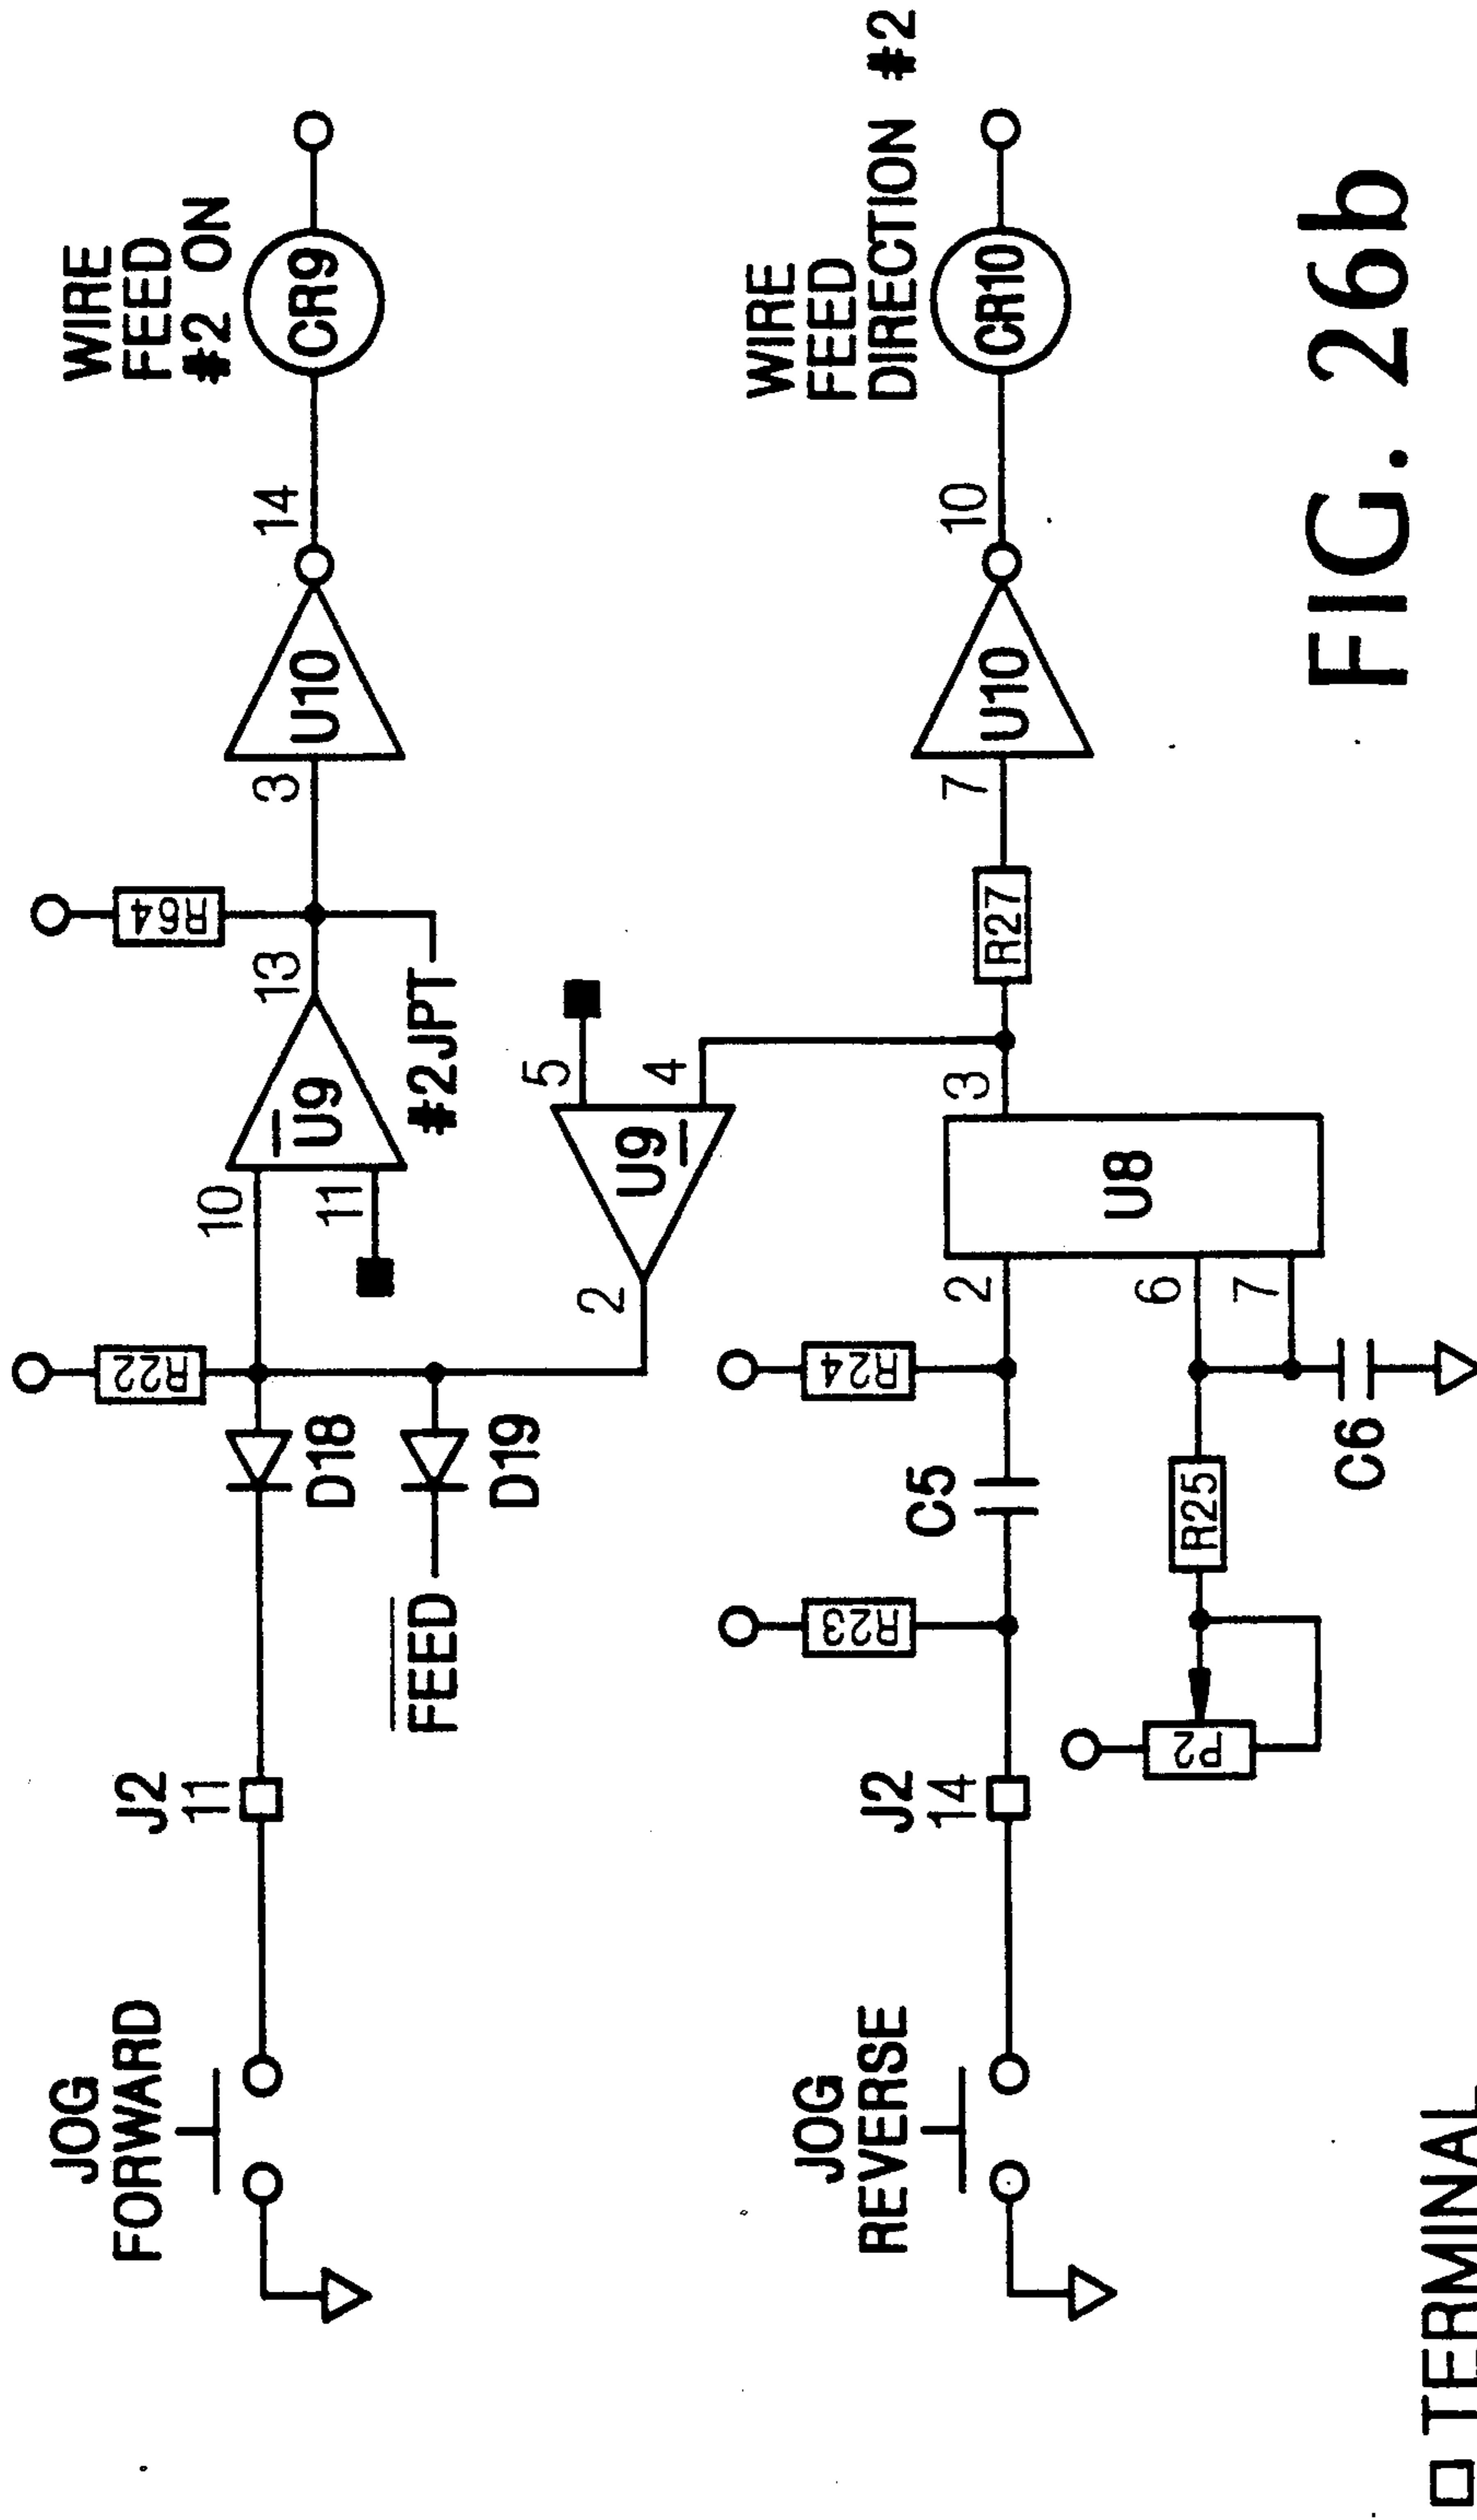 JOG
FORWARD
J2
11
D18
FEED
D19
R22
10
11
U9
13
#2JPT
R64
3
U10
14
WIRE
FEED
#2 ON
CR9
2
U9
5
4
JOG
REVERSE
J2
14
R23
C5
R24
P2
R25
C6
2
6
7
U8
3
R27
7
U10
10
WIRE
FEED
DIRECTION #2
CR10
□ TERMINAL
FIG. 26b